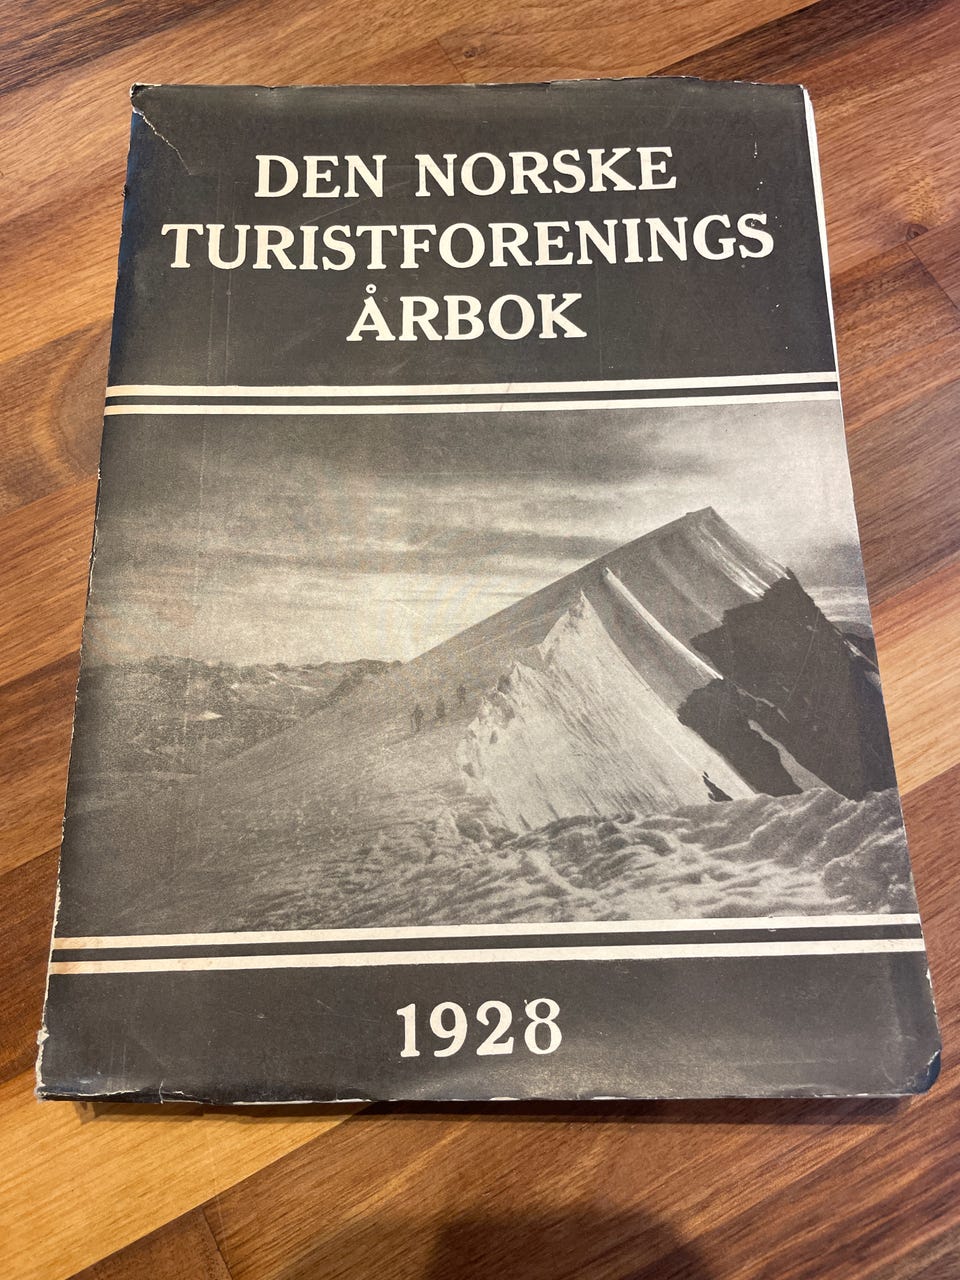 DEN NORSKE
TURISTFORENINGS
ÅRBOK
1928